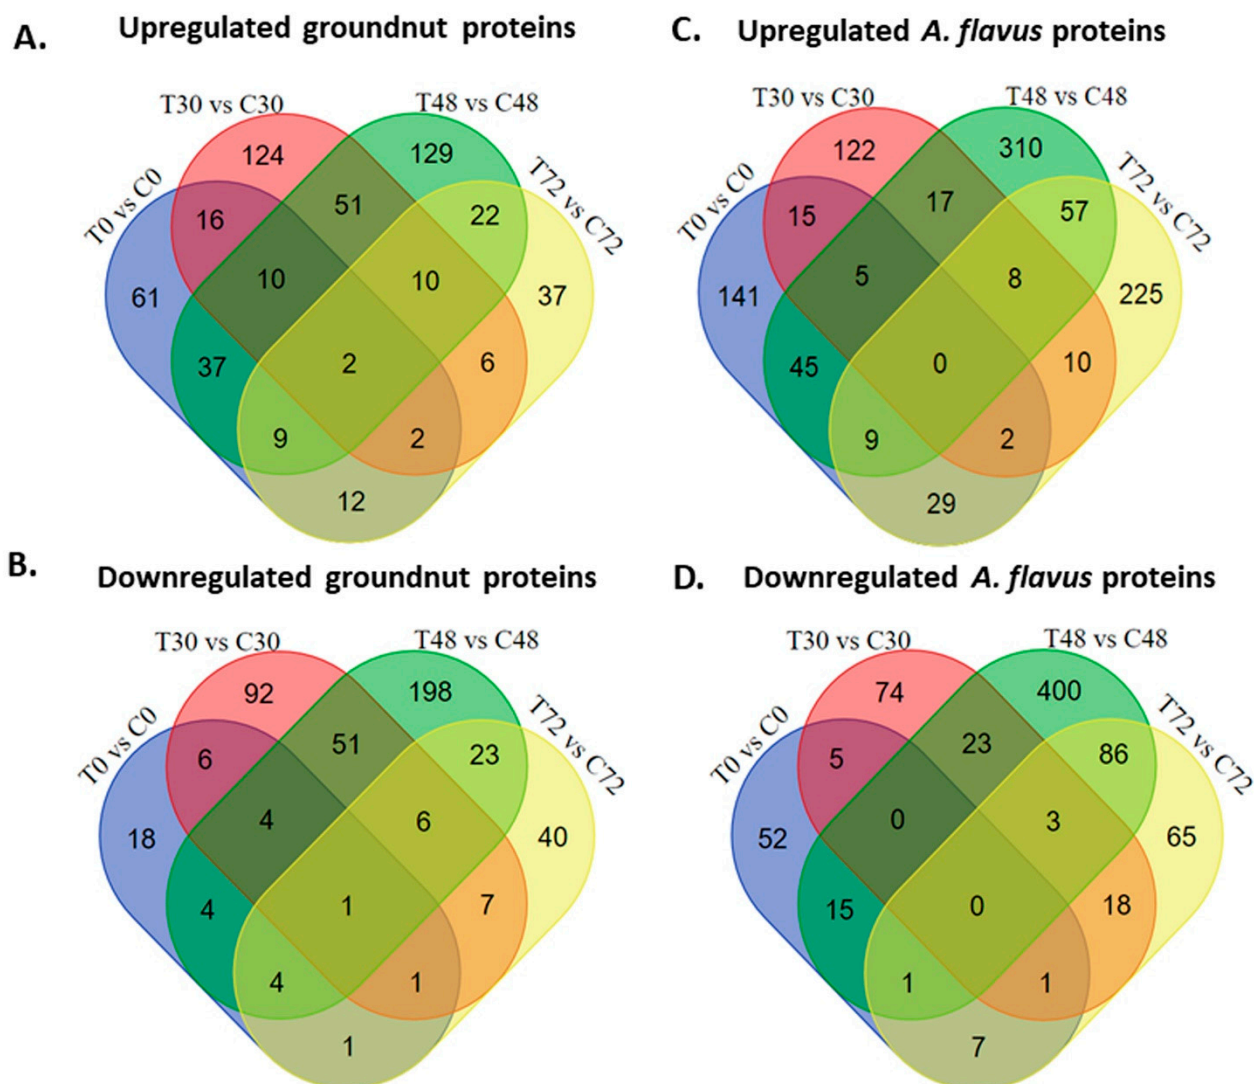 A.
Upregulated groundnut proteins
T0 vs C0
T30 vs C30
T48 vs C48
T72 vs C72
124
129
16
51
22
61
10
10
37
37
2
6
9
2
12
C.
Upregulated A. flavus proteins
T0 vs C0
T30 vs C30
T48 vs C48
T72 vs C72
122
310
15
17
57
141
5
8
225
45
0
10
9
2
29
B.
Downregulated groundnut proteins
T0 vs C0
T30 vs C30
T48 vs C48
T72 vs C72
92
198
6
51
23
18
4
6
40
4
1
7
4
1
1
D.
Downregulated A. flavus proteins
T0 vs C0
T30 vs C30
T48 vs C48
T72 vs C72
74
400
5
23
86
52
0
3
65
15
0
18
1
1
7